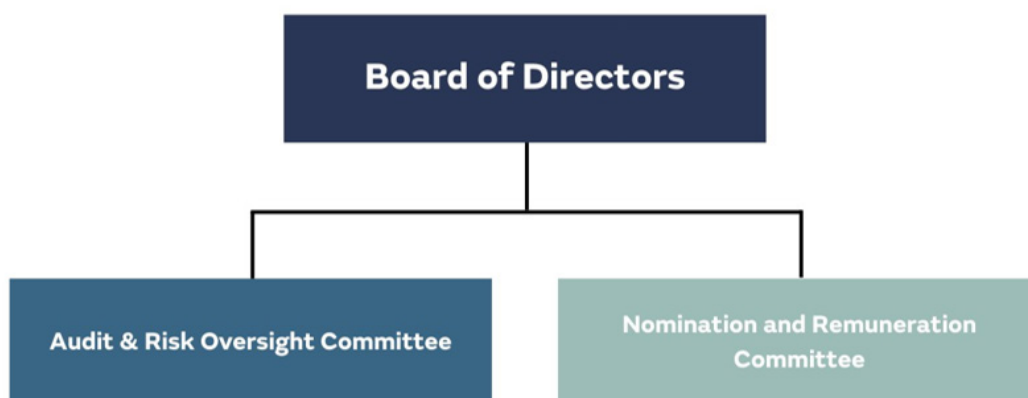 Board of Directors
Audit & Risk Oversight Committee
Nomination and Remuneration
Committee